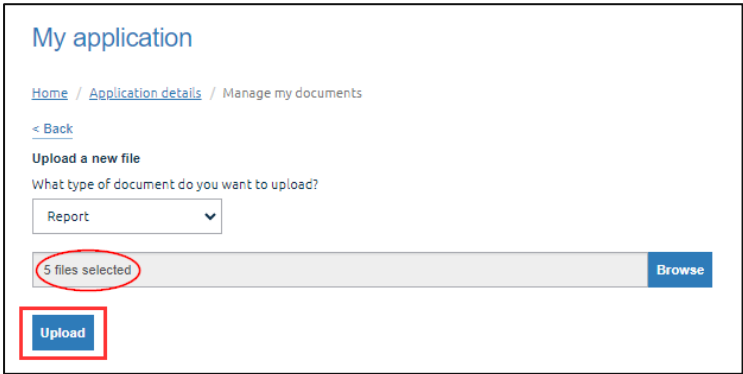 My application
Home / Application details / Manage my documents
< Back
Upload a new file
What type of document do you want to upload?
Report
5 files selected
Browse
Upload